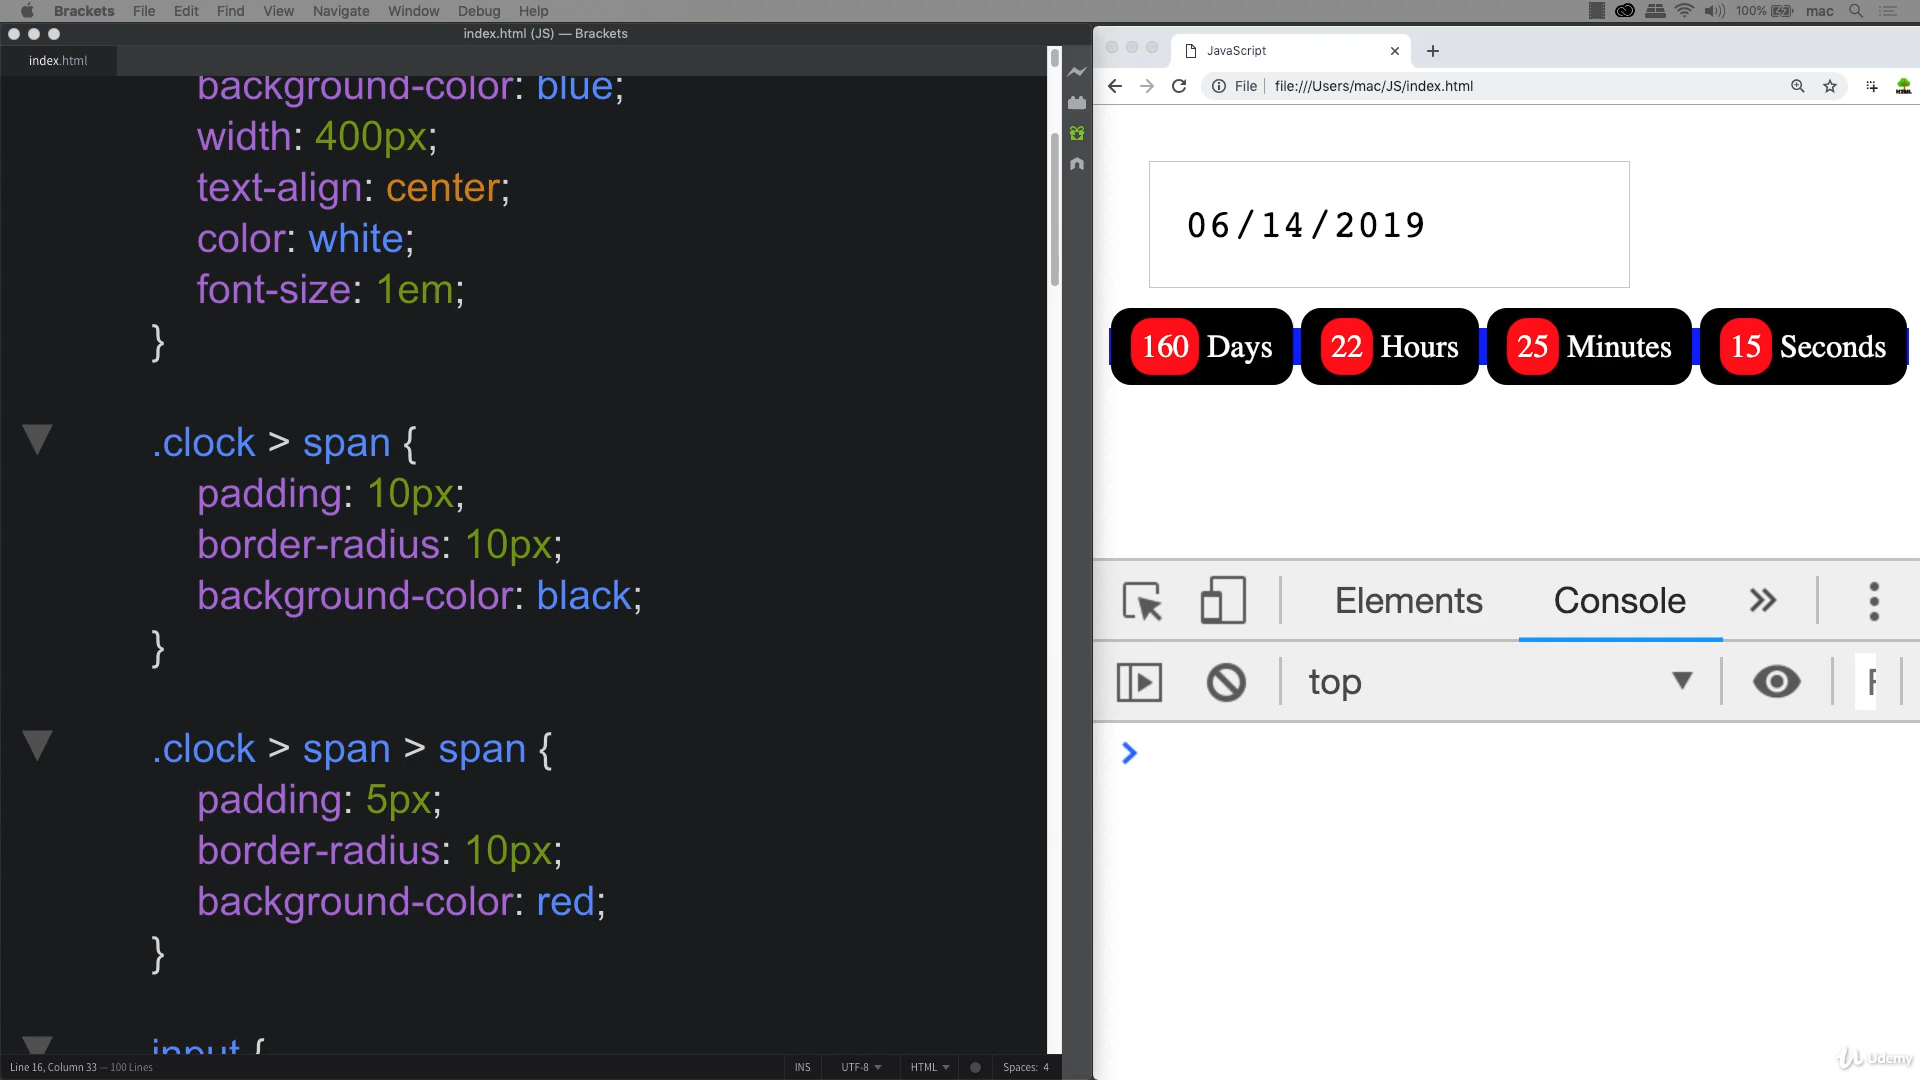 Brackets File Edit Find View Navigate Window Debug Help 100% mac
index.html (JS) — Brackets
index.html
background-color: blue;
width: 400px;
text-align: center;
color: white;
font-size: 1em;
}
.clock > span {
padding: 10px;
border-radius: 10px;
background-color: black;
}
.clock > span > span {
padding: 5px;
border-radius: 10px;
background-color: red;
}
input {
Line 16, Column 33 — 100 Lines
INS UTF-8 HTML Spaces: 4
JavaScript
File file:///Users/mac/JS/index.html
06/14/2019
160 Days 22 Hours 25 Minutes 15 Seconds
Elements Console
top
Udemy